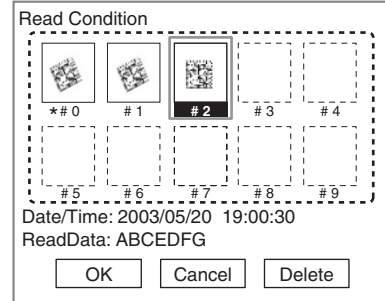 Read Condition
*# 0 # 1 # 2 # 3 # 4
# 5 # 6 # 7 # 8 # 9
Date/Time: 2003/05/20 19:00:30
ReadData: ABCEDFG
OK Cancel Delete